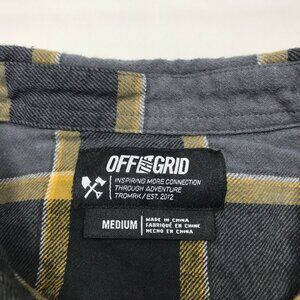 OFF GRID
INSPIRING MORE CONNECTION
THROUGH ADVENTURE
TROMRK / EST. 2012
MEDIUM
MADE IN CHINA
FABRIQUÉ EN CHINE
HECHO EN CHINA